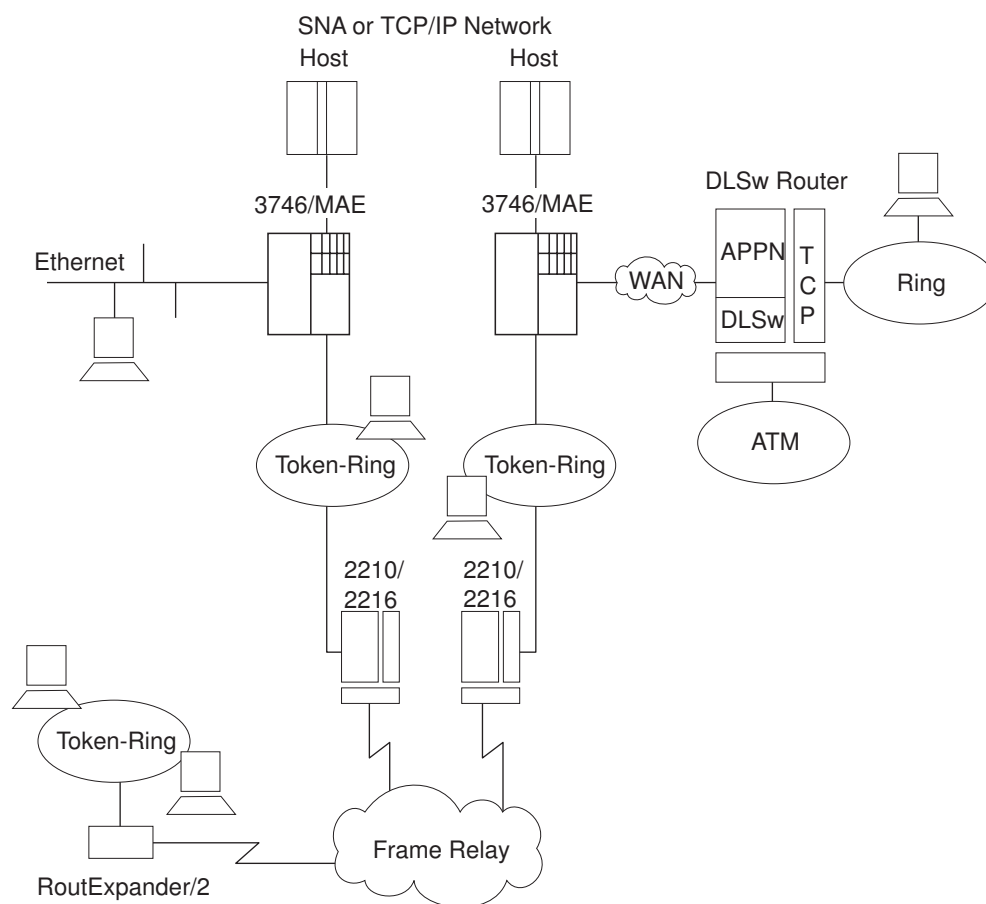 SNA or TCP/IP Network
Host
Host
3746/MAE
3746/MAE
DLSw Router
Ethernet
WAN
APPN
DLSw
T
C
P
Ring
ATM
Token-Ring
Token-Ring
2210/
2216
2210/
2216
Token-Ring
Frame Relay
RoutExpander/2